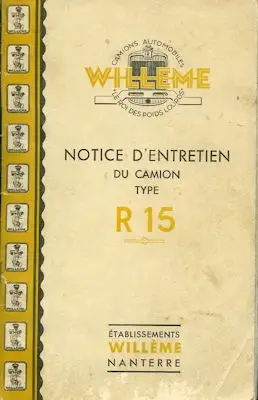 CAMIONS AUTOMOBILES
WILLEME
LE ROI DES POIDS LOURDS
NOTICE D'ENTRETIEN
DU CAMION
TYPE
R 15
ÉTABLISSEMENTS
WILLÈME
NANTERRE